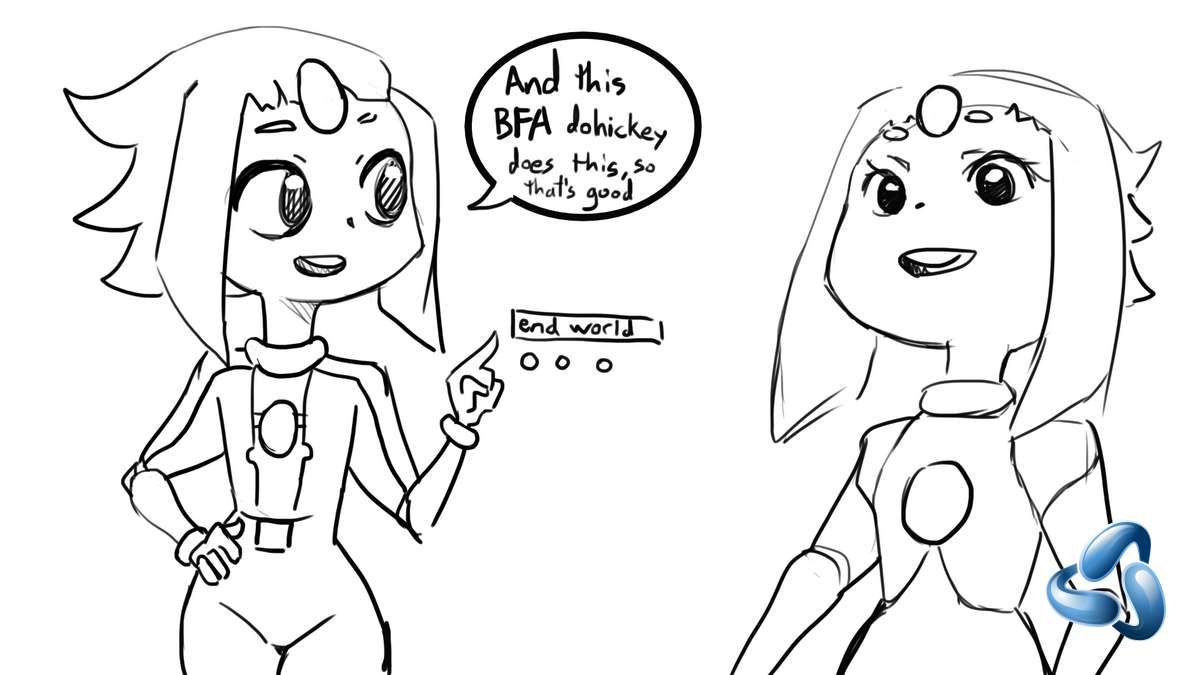 And this
BFA dohickey
does this, so
that's good
end world